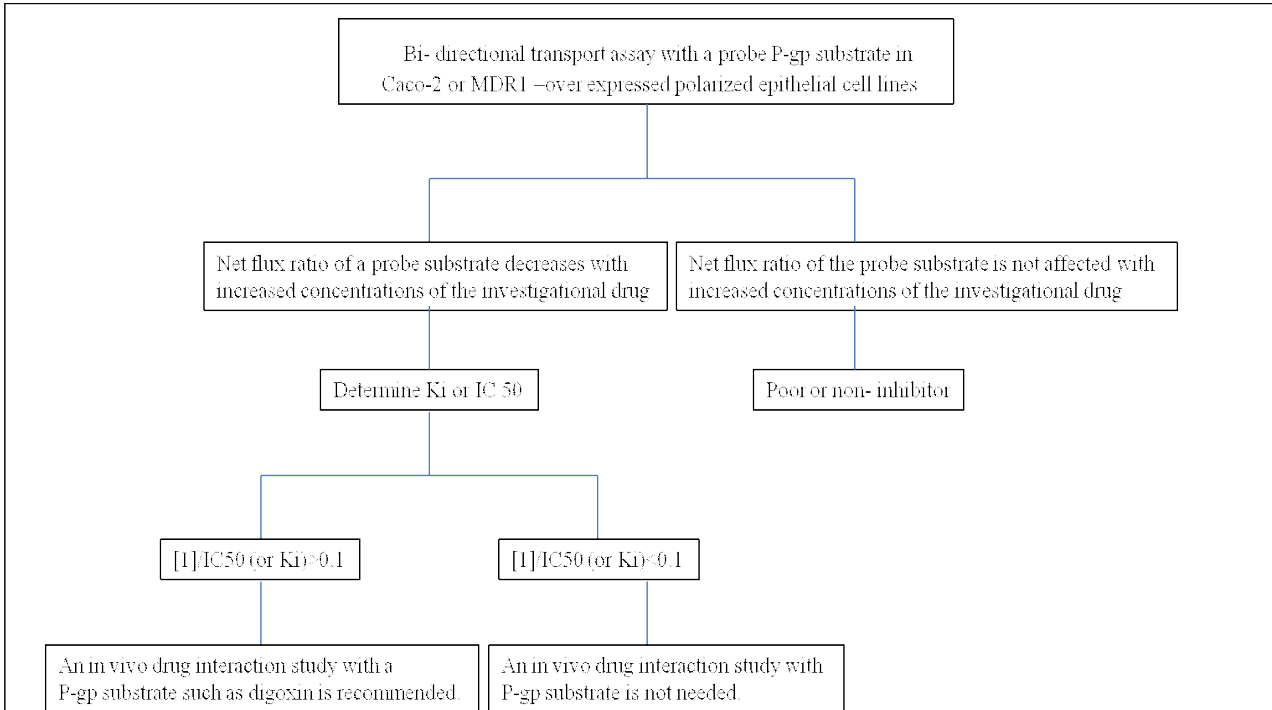 Bi- directional transport assay with a probe P-gp substrate in
Caco-2 or MDR1 –over expressed polarized epithelial cell lines
Net flux ratio of a probe substrate decreases with
increased concentrations of the investigational drug
Net flux ratio of the probe substrate is not affected with
increased concentrations of the investigational drug
Determine Ki or IC 50
Poor or non- inhibitor
[1]/IC50 (or Ki)>0.1
[1]/IC50 (or Ki)<0.1
An in vivo drug interaction study with a
P-gp substrate such as digoxin is recommended.
An in vivo drug interaction study with
P-gp substrate is not needed.